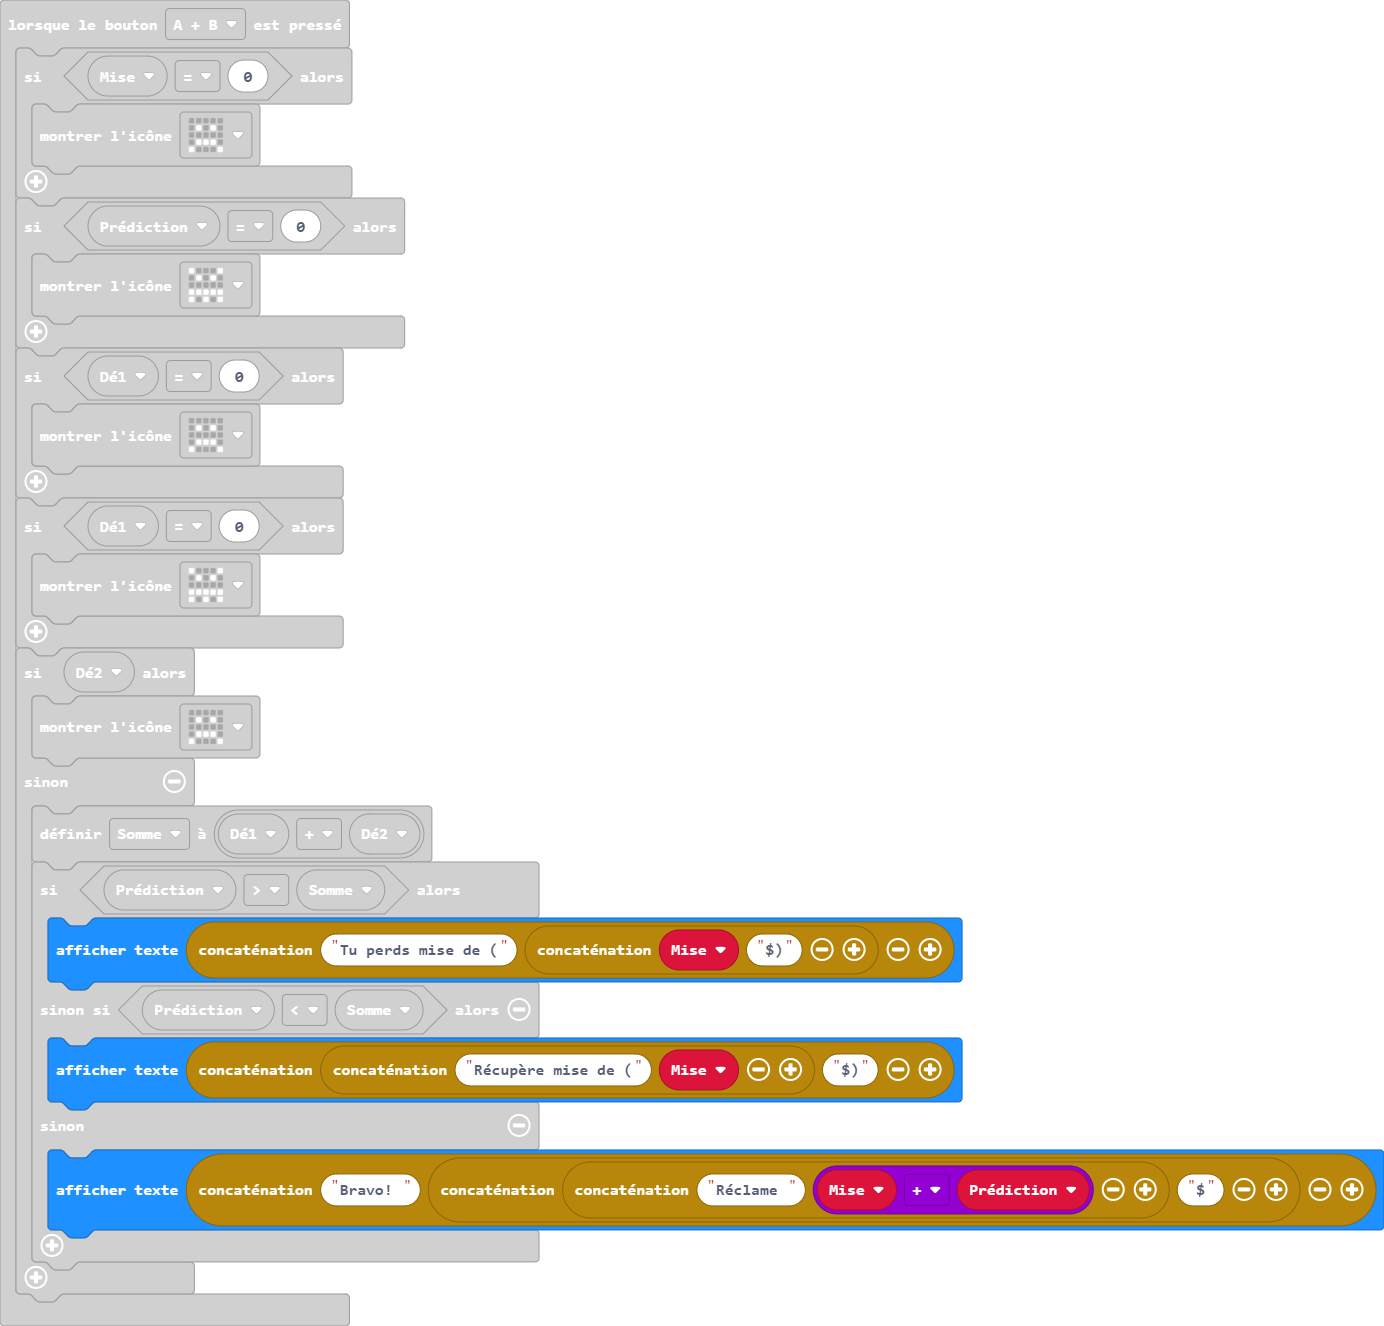 lorsque le bouton A + B est pressé
si Mise = 0 alors
montrer l'icône
si Prédiction = 0 alors
montrer l'icône
si Dé1 = 0 alors
montrer l'icône
si Dé1 = 0 alors
montrer l'icône
si Dé2 alors
montrer l'icône
sinon
définir Somme à Dé1 + Dé2
si Prédiction > Somme alors
afficher texte concaténation "Tu perds mise de (" concaténation Mise "$)"
sinon si Prédiction < Somme alors
afficher texte concaténation concaténation "Récupère mise de (" Mise "$)"
sinon
afficher texte concaténation "Bravo! " concaténation concaténation "Réclame " Mise + Prédiction "$"